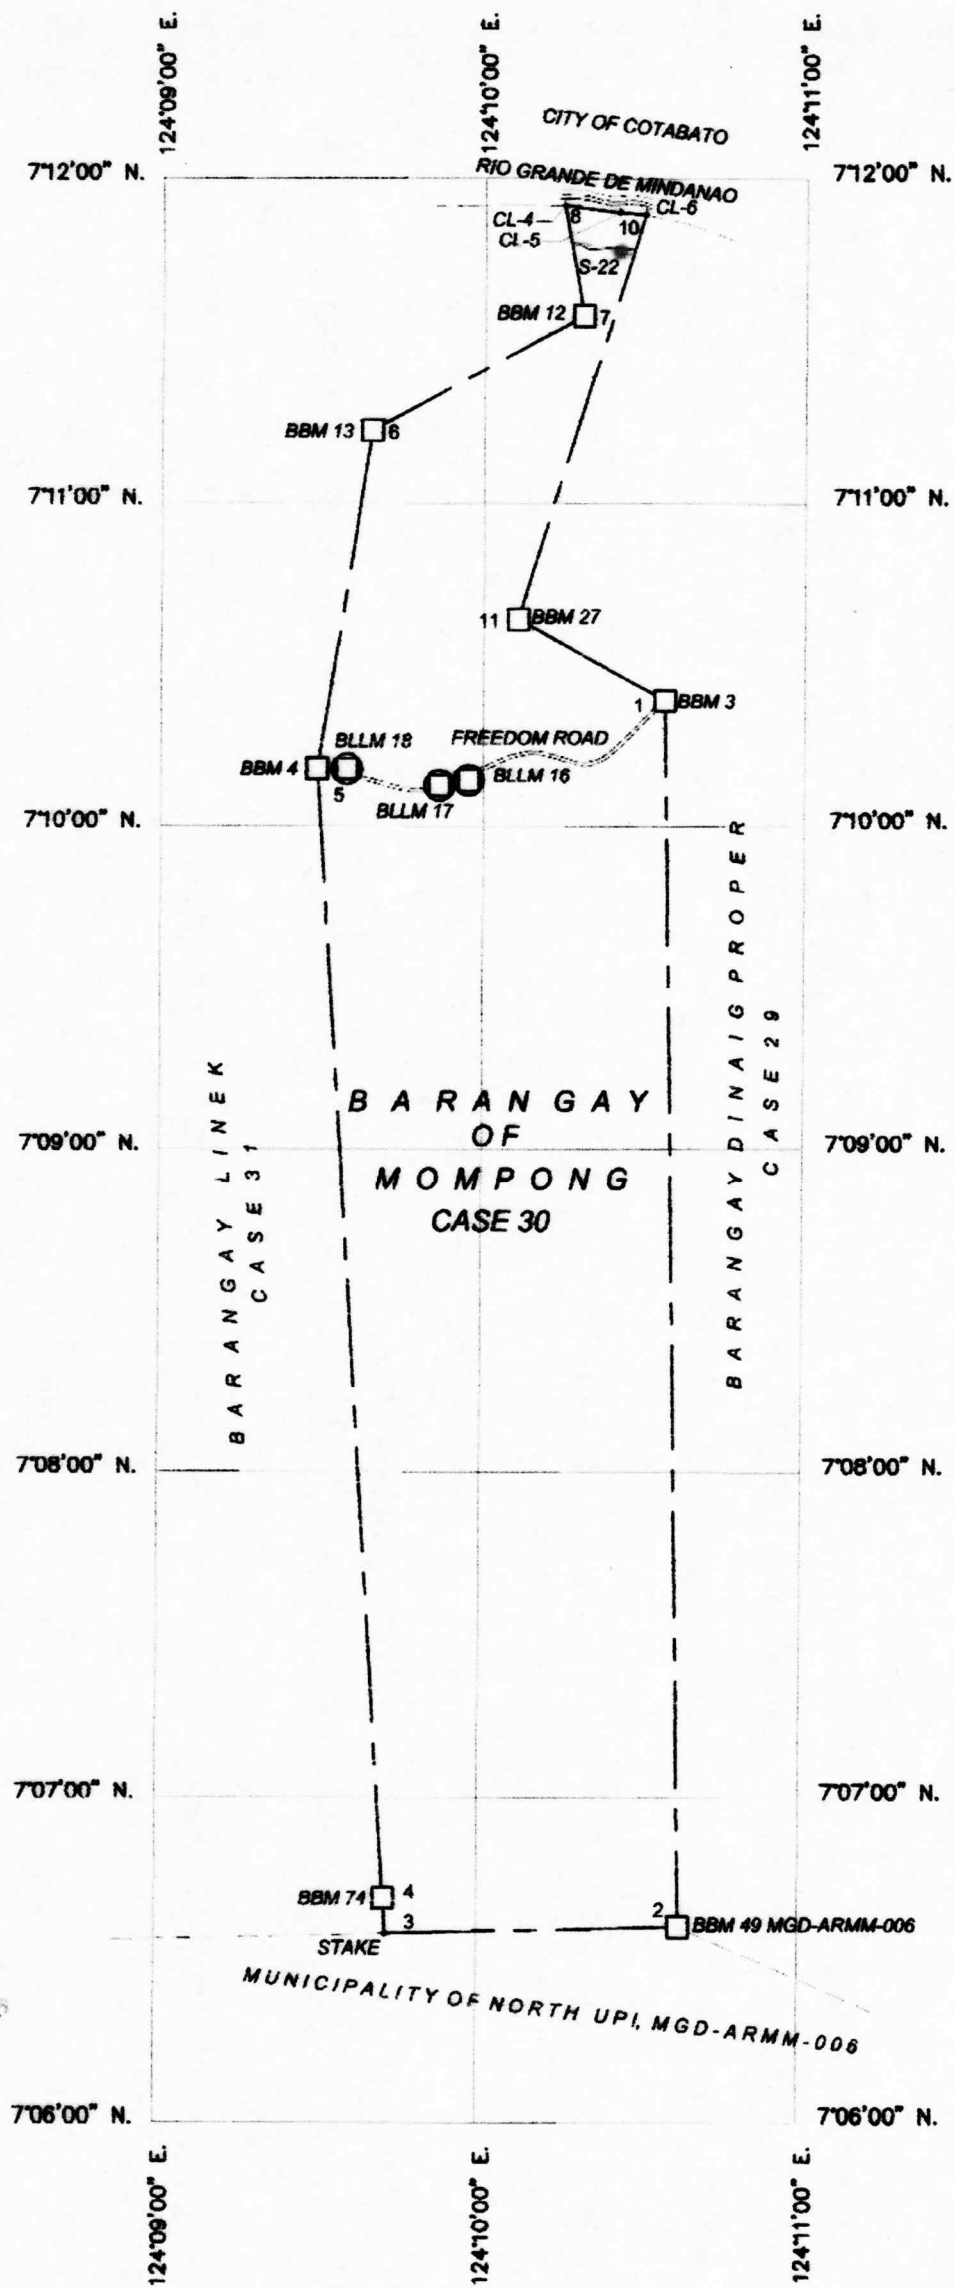 124°09'00" E.
124°10'00" E.
124°11'00" E.
CITY OF COTABATO
7°12'00" N.
7°12'00" N.
RIO GRANDE DE MINDANAO
CL-4
8
CL-6
10
CL-5
S-22
BBM 12
7
BBM 13
6
7°11'00" N.
7°11'00" N.
11
BBM 27
1
BBM 3
BLLM 18
FREEDOM ROAD
BBM 4
5
BLLM 16
BLLM 17
7°10'00" N.
7°10'00" N.
BARANGAY DINAIG PROPER
CASE 29
BARANGAY LINEK
CASE 31
BARANGAY
OF
MOMPONG
CASE 30
7°09'00" N.
7°09'00" N.
7°08'00" N.
7°08'00" N.
7°07'00" N.
7°07'00" N.
BBM 74
4
3
STAKE
2
BBM 49 MGD-ARMM-006
MUNICIPALITY OF NORTH UPI, MGD-ARMM-006
7°06'00" N.
7°06'00" N.
124°09'00" E.
124°10'00" E.
124°11'00" E.